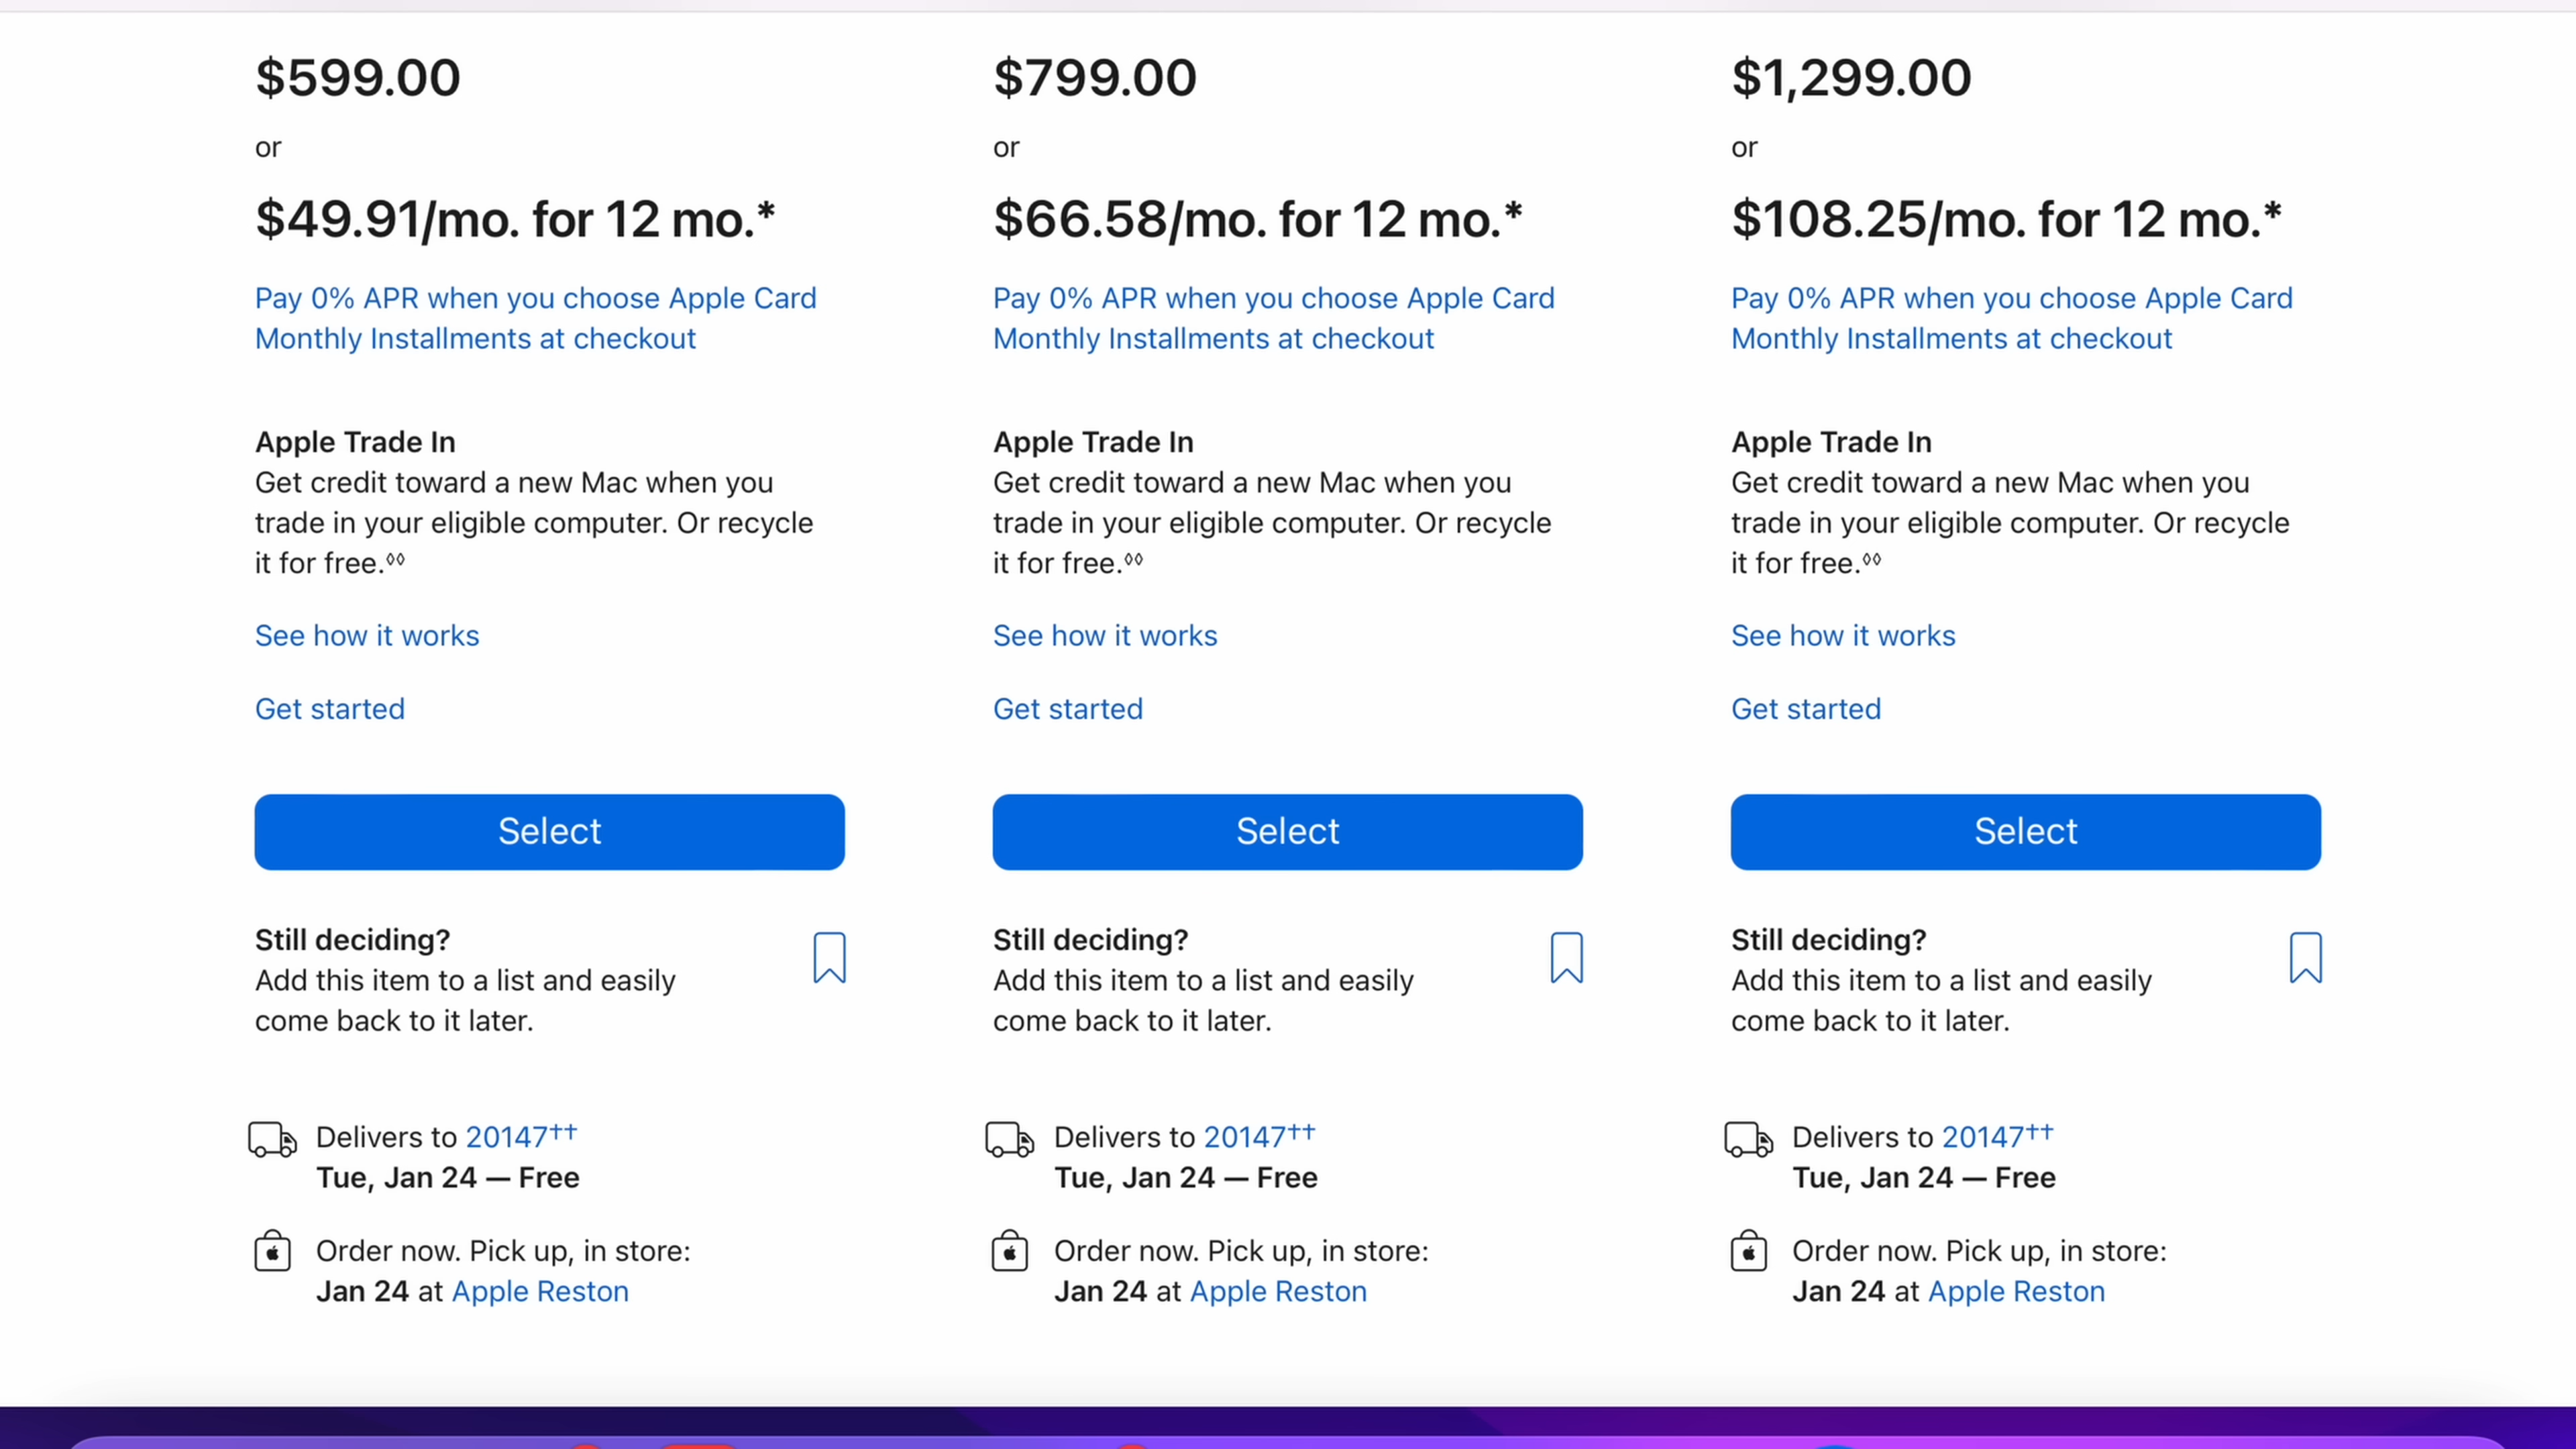 $599.00
or
$49.91/mo. for 12 mo.*
Pay 0% APR when you choose Apple Card
Monthly Installments at checkout
Apple Trade In
Get credit toward a new Mac when you
trade in your eligible computer. Or recycle
it for free.◊◊
See how it works
Get started
Select
Still deciding?
Add this item to a list and easily
come back to it later.
Delivers to 20147††
Tue, Jan 24 — Free
Order now. Pick up, in store:
Jan 24 at Apple Reston
$799.00
or
$66.58/mo. for 12 mo.*
Pay 0% APR when you choose Apple Card
Monthly Installments at checkout
Apple Trade In
Get credit toward a new Mac when you
trade in your eligible computer. Or recycle
it for free.◊◊
See how it works
Get started
Select
Still deciding?
Add this item to a list and easily
come back to it later.
Delivers to 20147††
Tue, Jan 24 — Free
Order now. Pick up, in store:
Jan 24 at Apple Reston
$1,299.00
or
$108.25/mo. for 12 mo.*
Pay 0% APR when you choose Apple Card
Monthly Installments at checkout
Apple Trade In
Get credit toward a new Mac when you
trade in your eligible computer. Or recycle
it for free.◊◊
See how it works
Get started
Select
Still deciding?
Add this item to a list and easily
come back to it later.
Delivers to 20147††
Tue, Jan 24 — Free
Order now. Pick up, in store:
Jan 24 at Apple Reston